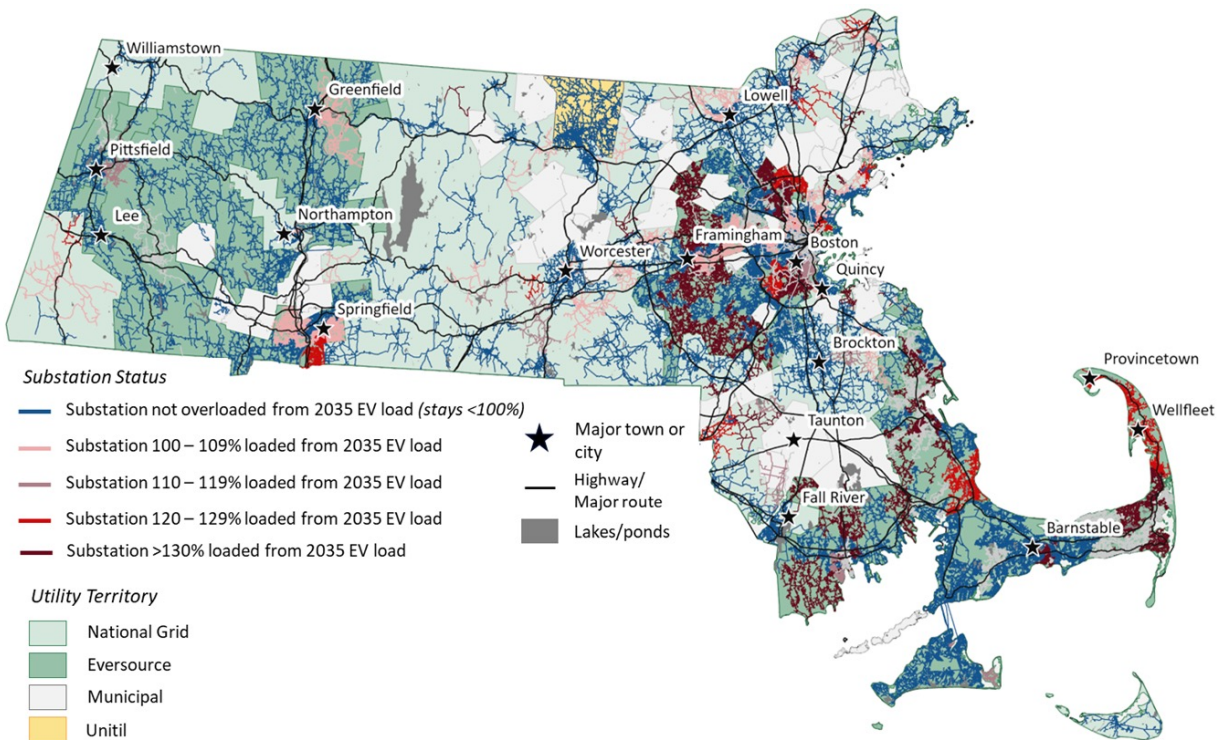 Williamstown
Greenfield
Lowell
Pittsfield
Lee
Northampton
Framingham
Boston
Worcester
Quincy
Springfield
Brockton
Provincetown
Wellfleet
Taunton
Fall River
Barnstable
Substation Status
Substation not overloaded from 2035 EV load (stays <100%)
Substation 100 – 109% loaded from 2035 EV load
Substation 110 – 119% loaded from 2035 EV load
Substation 120 – 129% loaded from 2035 EV load
Substation >130% loaded from 2035 EV load
Major town or
city
Highway/
Major route
Lakes/ponds
Utility Territory
National Grid
Eversource
Municipal
Unitil